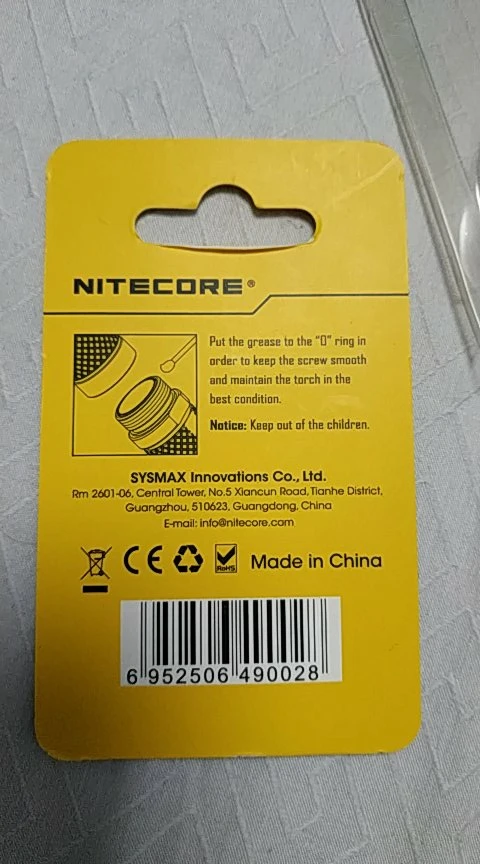 NITECORE®
Put the grease to the "O" ring in
order to keep the screw smooth
and maintain the torch in the
best condition.
Notice: Keep out of the children.
SYSMAX Innovations Co., Ltd.
Rm 2601-06, Central Tower, No.5 Xiancun Road, Tianhe District,
Guangzhou, 510623, Guangdong, China
E-mail: info@nitecore.com
CE RoHS Made in China
6 952506 490028